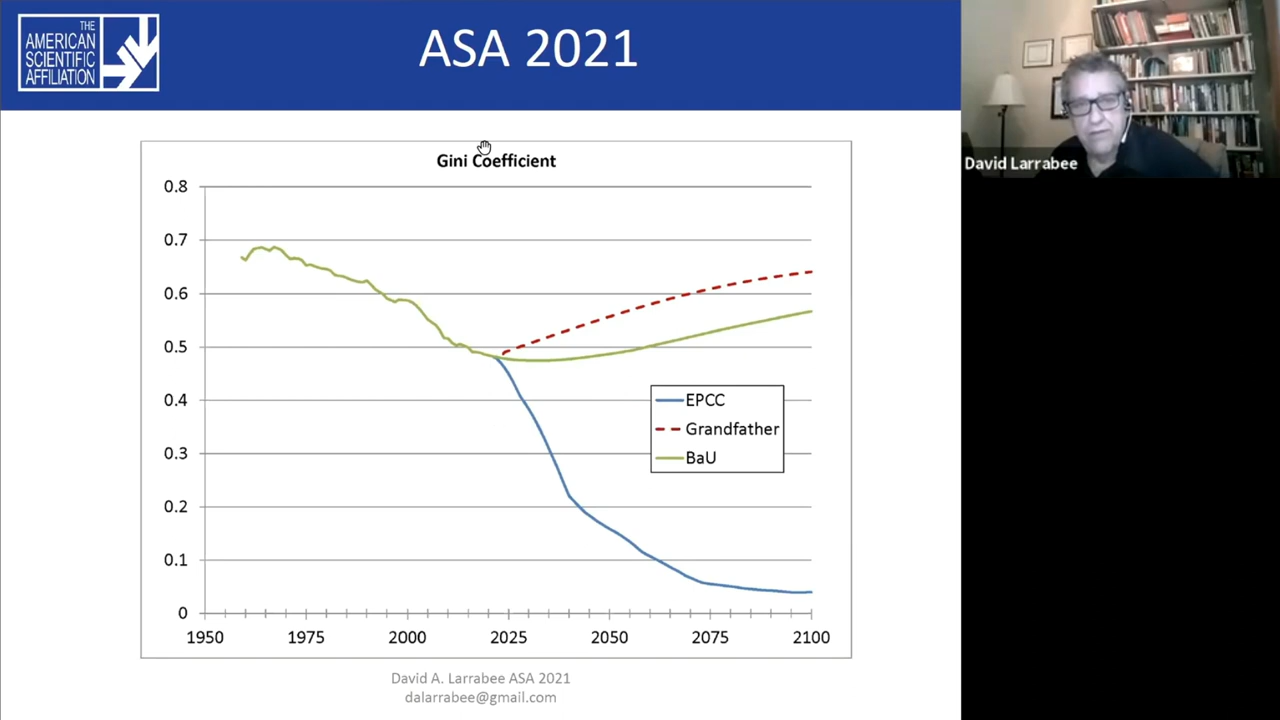 THE
AMERICAN
SCIENTIFIC
AFFILIATION
ASA 2021
David Larrabee
Gini Coefficient
0.8
0.7
0.6
0.5
0.4
0.3
0.2
0.1
0
EPCC
Grandfather
BaU
1950 1975 2000 2025 2050 2075 2100
David A. Larrabee ASA 2021
dalarrabee@gmail.com